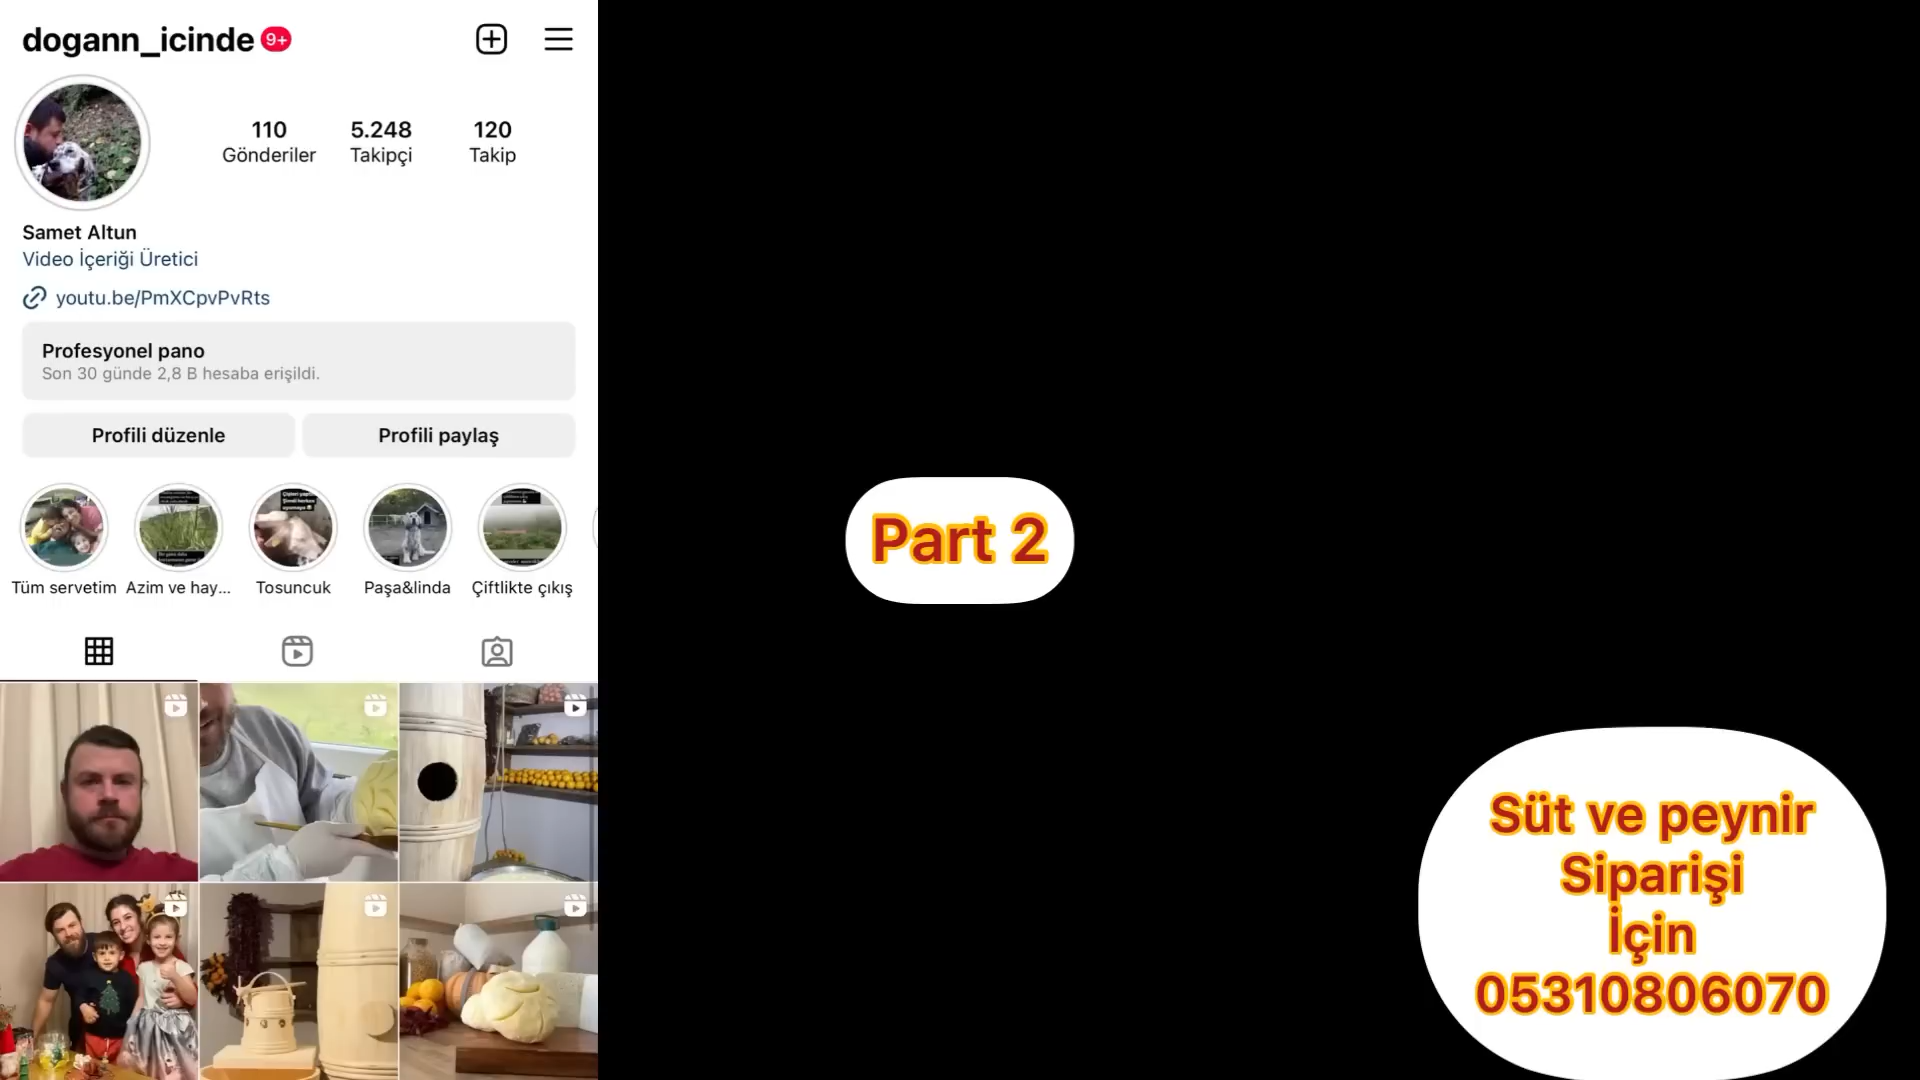 dogann_icinde 9+
110 5.248 120
Gönderiler Takipçi Takip
Samet Altun
Video İçeriği Üretici
youtu.be/PmXCpvPvRts
Profesyonel pano
Son 30 günde 2,8 B hesaba erişildi.
Profili düzenle Profili paylaş
Tüm servetim Azim ve hay... Tosuncuk Paşa&linda Çiftlikte çıkış
Part 2
Süt ve peynir
Siparişi
İçin
05310806070